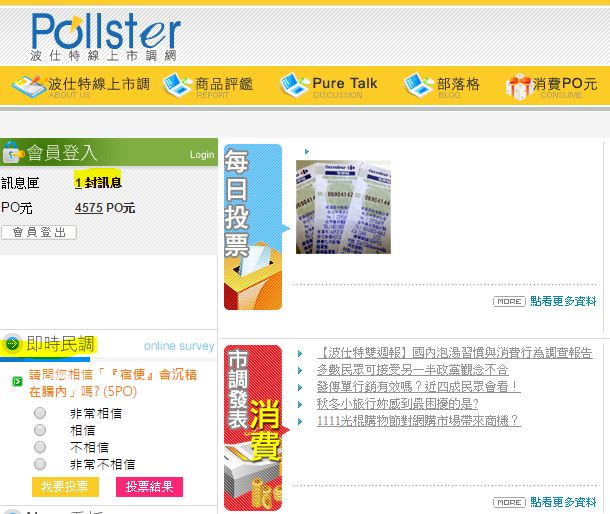 Pollster
波仕特線上市調網
波仕特線上市調
ABOUT US
商品評鑑
REPORT
Pure Talk
DISCUSSION
部落格
BLOG
消費PO元
CONSUME
會員登入
Login
訊息匣
1 封訊息
PO元
4575 PO元
會員登出
即時民調
online survey
請問您相信「『宿便』會沉積
在腸內」嗎? (5PO)
非常相信
相信
不相信
非常不相信
我要投票
投票結果
每日投票
Carrefour
06904142
06904144
MORE 點看更多資料
市調發表
消費
【波仕特雙週報】國內泡湯習慣與消費行為調查報告
多數民眾可接受另一半政黨觀念不合
發傳單行銷有效嗎？近四成民眾會看！
秋冬小旅行妳感到最困擾的是?
1111光棍購物節對網購市場帶來商機？
MORE 點看更多資料